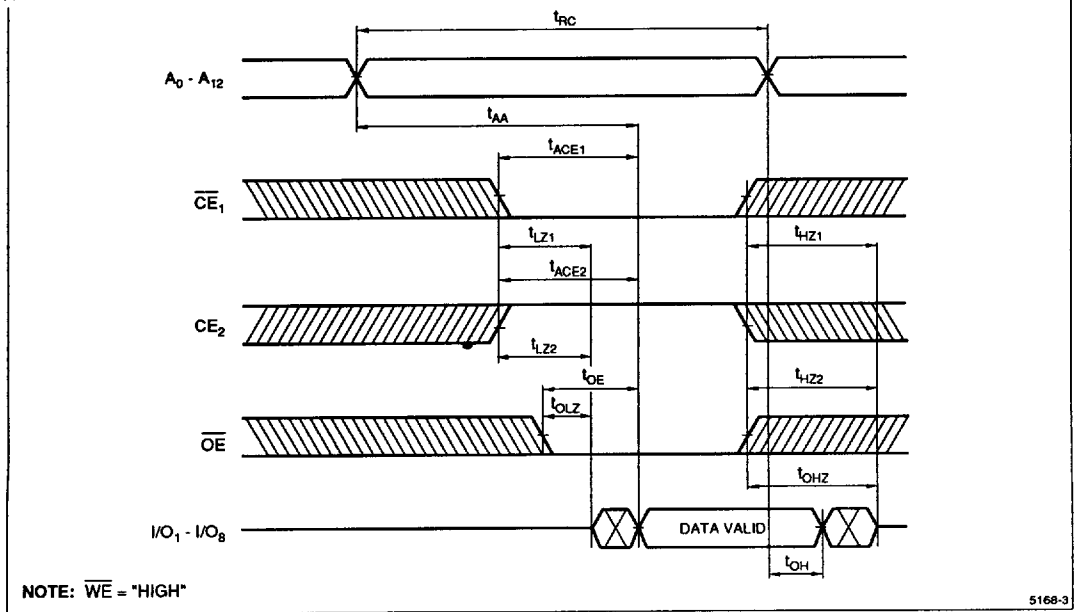 tRC
A0 - A12
tAA
tACE1
CE1
tLZ1
tHZ1
tACE2
CE2
tLZ2
tHZ2
tOE
tOLZ
OE
tOHZ
I/O1 - I/O8
DATA VALID
tOH
NOTE: WE = "HIGH"
5168-3